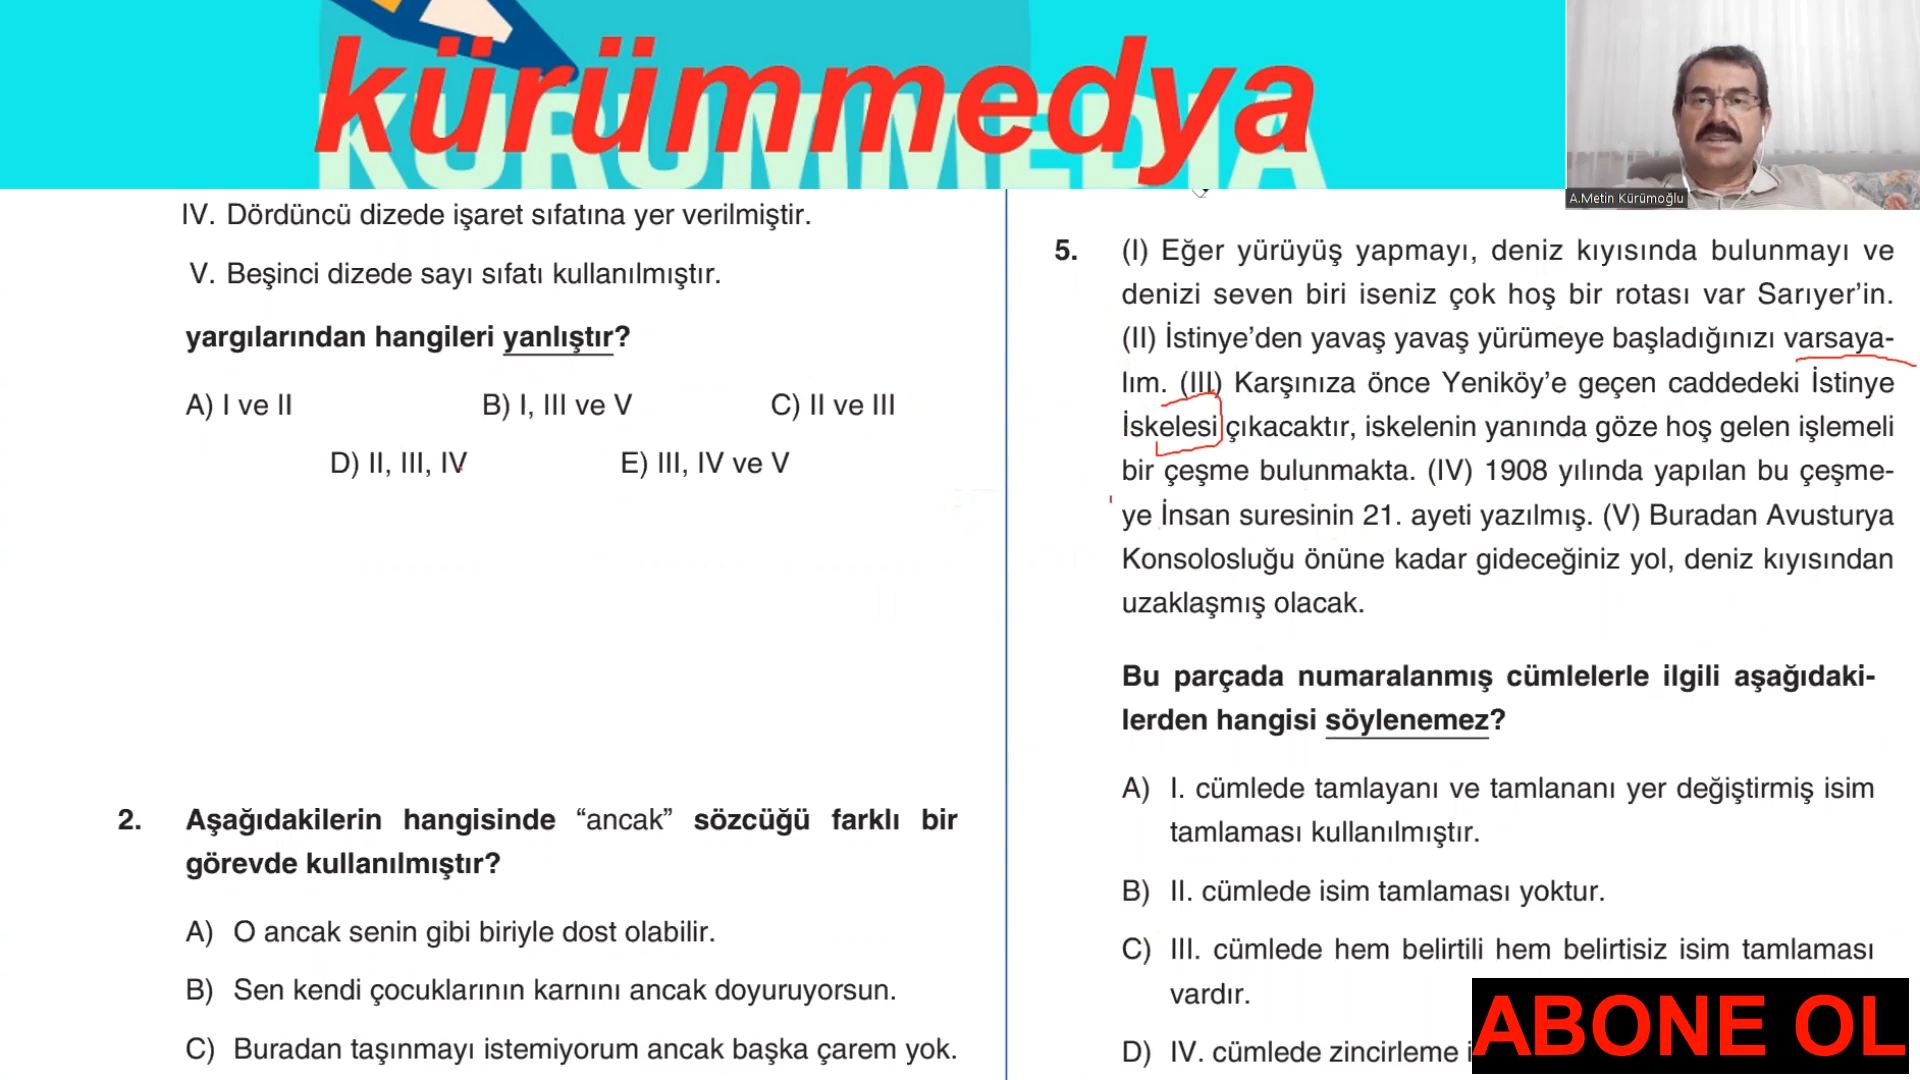 kürümmedya
KURUMMEDIA
A.Metin Kürümoğlu
IV. Dördüncü dizede işaret sıfatına yer verilmiştir.
V. Beşinci dizede sayı sıfatı kullanılmıştır.
yargılarından hangileri yanlıştır?
A) I ve II B) I, III ve V C) II ve III
D) II, III, IV E) III, IV ve V
2. Aşağıdakilerin hangisinde “ancak” sözcüğü farklı bir
görevde kullanılmıştır?
A) O ancak senin gibi biriyle dost olabilir.
B) Sen kendi çocuklarının karnını ancak doyuruyorsun.
C) Buradan taşınmayı istemiyorum ancak başka çarem yok.
5. (I) Eğer yürüyüş yapmayı, deniz kıyısında bulunmayı ve
denizi seven biri iseniz çok hoş bir rotası var Sarıyer’in.
(II) İstinye’den yavaş yavaş yürümeye başladığınızı varsaya-
lım. (III) Karşınıza önce Yeniköy’e geçen caddedeki İstinye
İskelesi çıkacaktır, iskelenin yanında göze hoş gelen işlemeli
bir çeşme bulunmakta. (IV) 1908 yılında yapılan bu çeşme-
ye İnsan suresinin 21. ayeti yazılmış. (V) Buradan Avusturya
Konsolosluğu önüne kadar gideceğiniz yol, deniz kıyısından
uzaklaşmış olacak.
Bu parçada numaralanmış cümlelerle ilgili aşağıdaki-
lerden hangisi söylenemez?
A) I. cümlede tamlayanı ve tamlananı yer değiştirmiş isim
tamlaması kullanılmıştır.
B) II. cümlede isim tamlaması yoktur.
C) III. cümlede hem belirtili hem belirtisiz isim tamlaması
vardır.
D) IV. cümlede zincirleme
ABONE OL